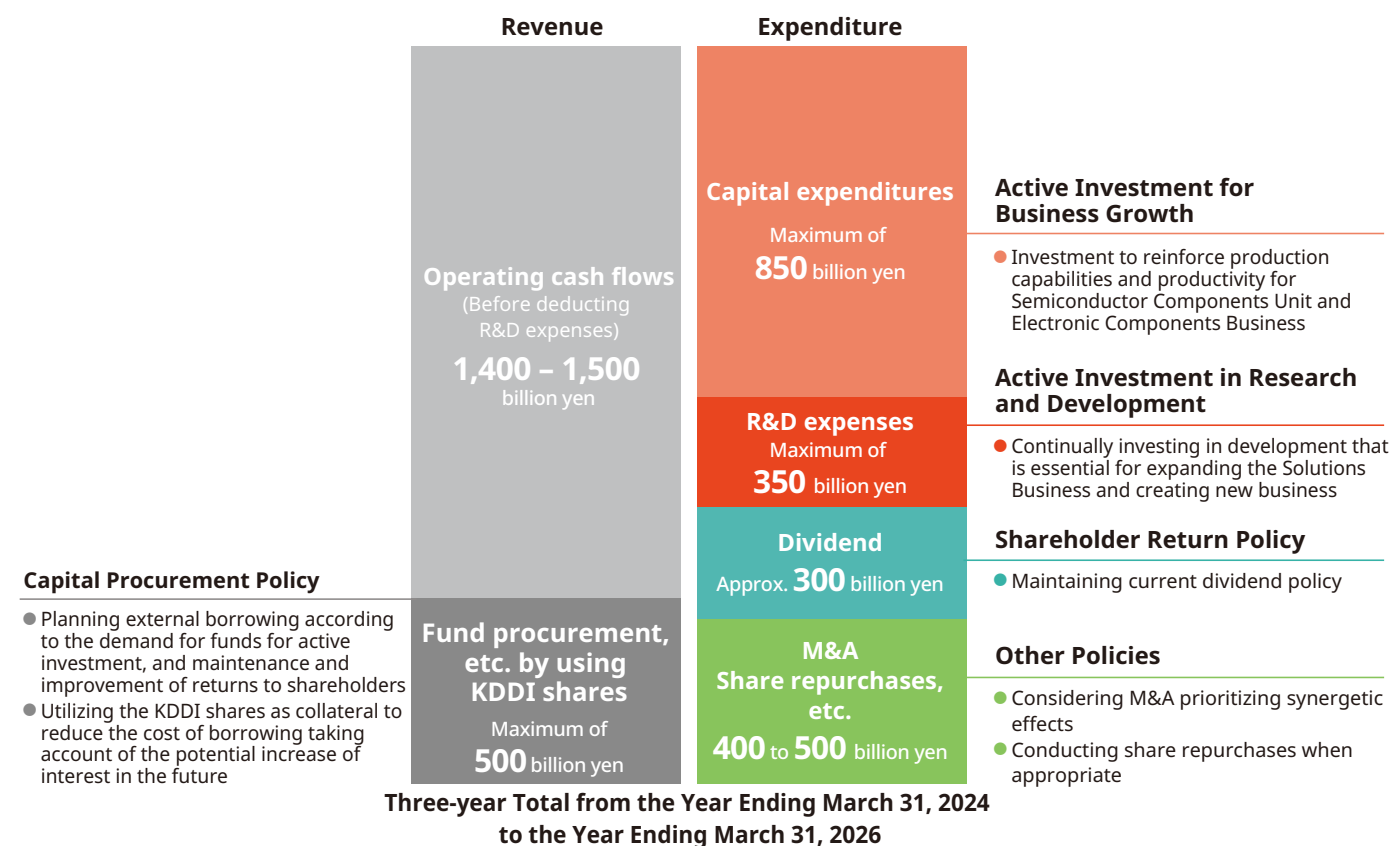 Revenue
Expenditure
Operating cash flows
(Before deducting
R&D expenses)
1,400 – 1,500
billion yen
Capital Procurement Policy
● Planning external borrowing according
to the demand for funds for active
investment, and maintenance and
improvement of returns to shareholders
● Utilizing the KDDI shares as collateral to
reduce the cost of borrowing taking
account of the potential increase of
interest in the future
Fund procurement,
etc. by using
KDDI shares
Maximum of
500 billion yen
Capital expenditures
Maximum of
850 billion yen
Active Investment for
Business Growth
● Investment to reinforce production
capabilities and productivity for
Semiconductor Components Unit and
Electronic Components Business
R&D expenses
Maximum of
350 billion yen
Active Investment in Research
and Development
● Continually investing in development that
is essential for expanding the Solutions
Business and creating new business
Dividend
Approx. 300 billion yen
Shareholder Return Policy
● Maintaining current dividend policy
M&A
Share repurchases,
etc.
400 to 500 billion yen
Other Policies
● Considering M&A prioritizing synergetic
effects
● Conducting share repurchases when
appropriate
Three-year Total from the Year Ending March 31, 2024
to the Year Ending March 31, 2026